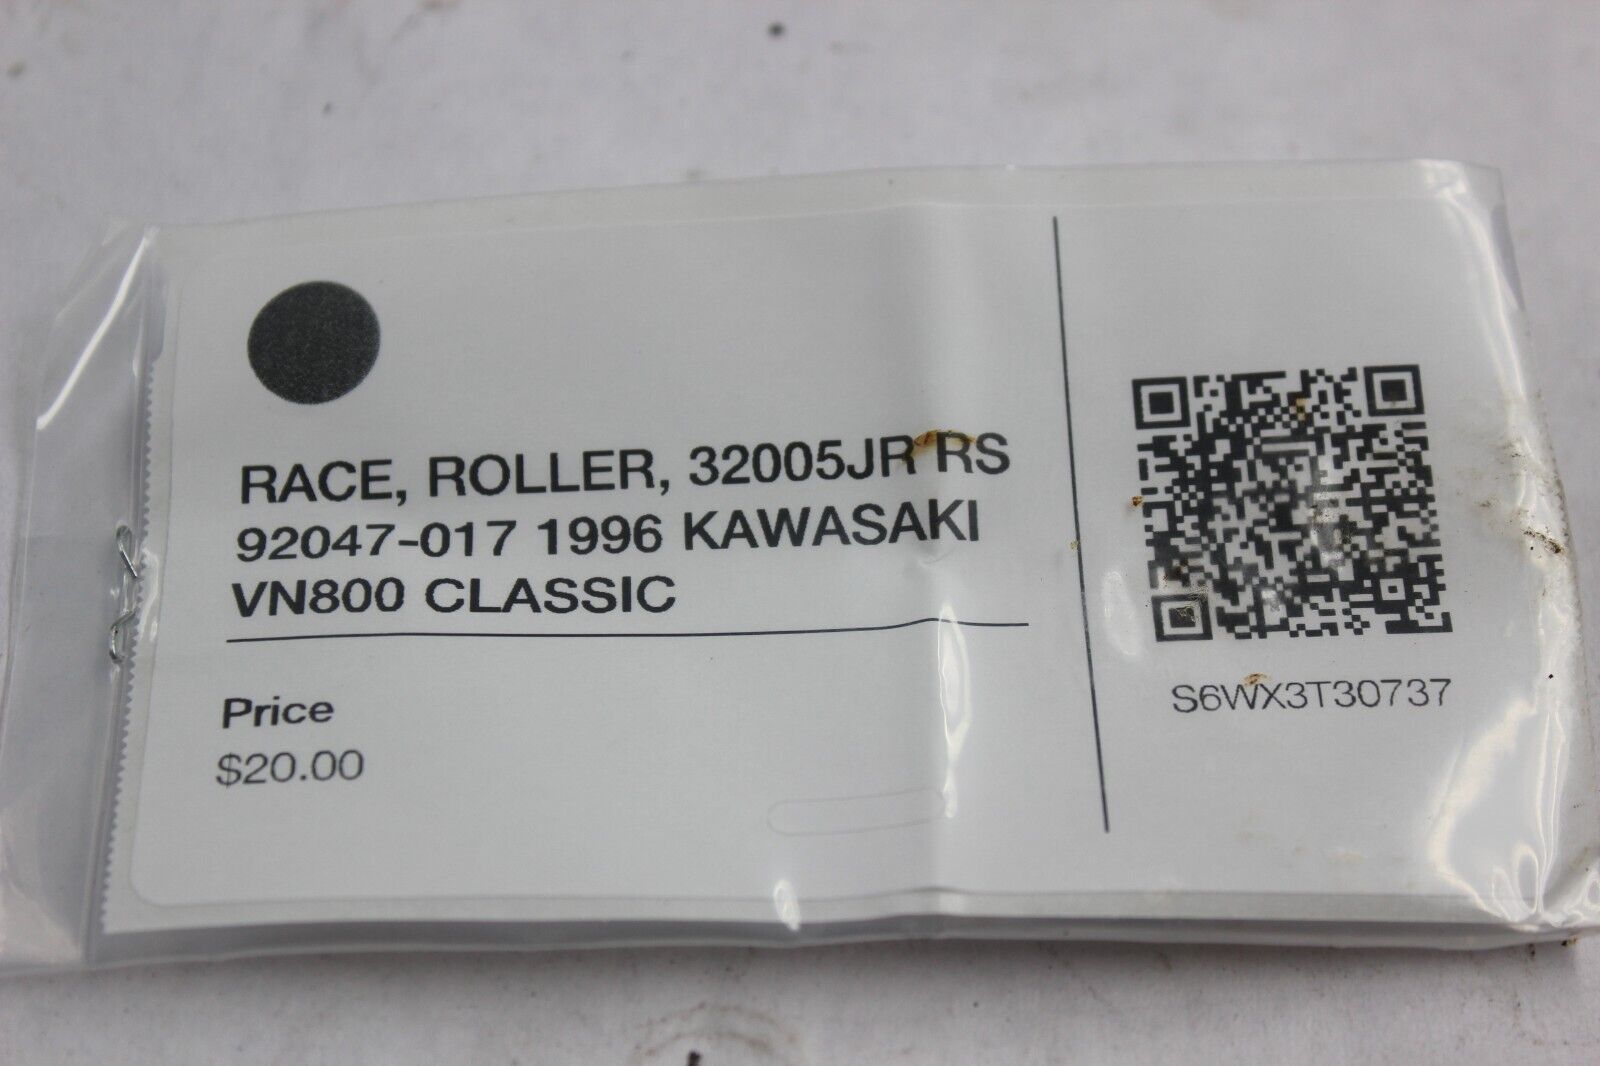 RACE, ROLLER, 32005JR RS
92047-017 1996 KAWASAKI
VN800 CLASSIC
Price
$20.00
S6WX3T30737